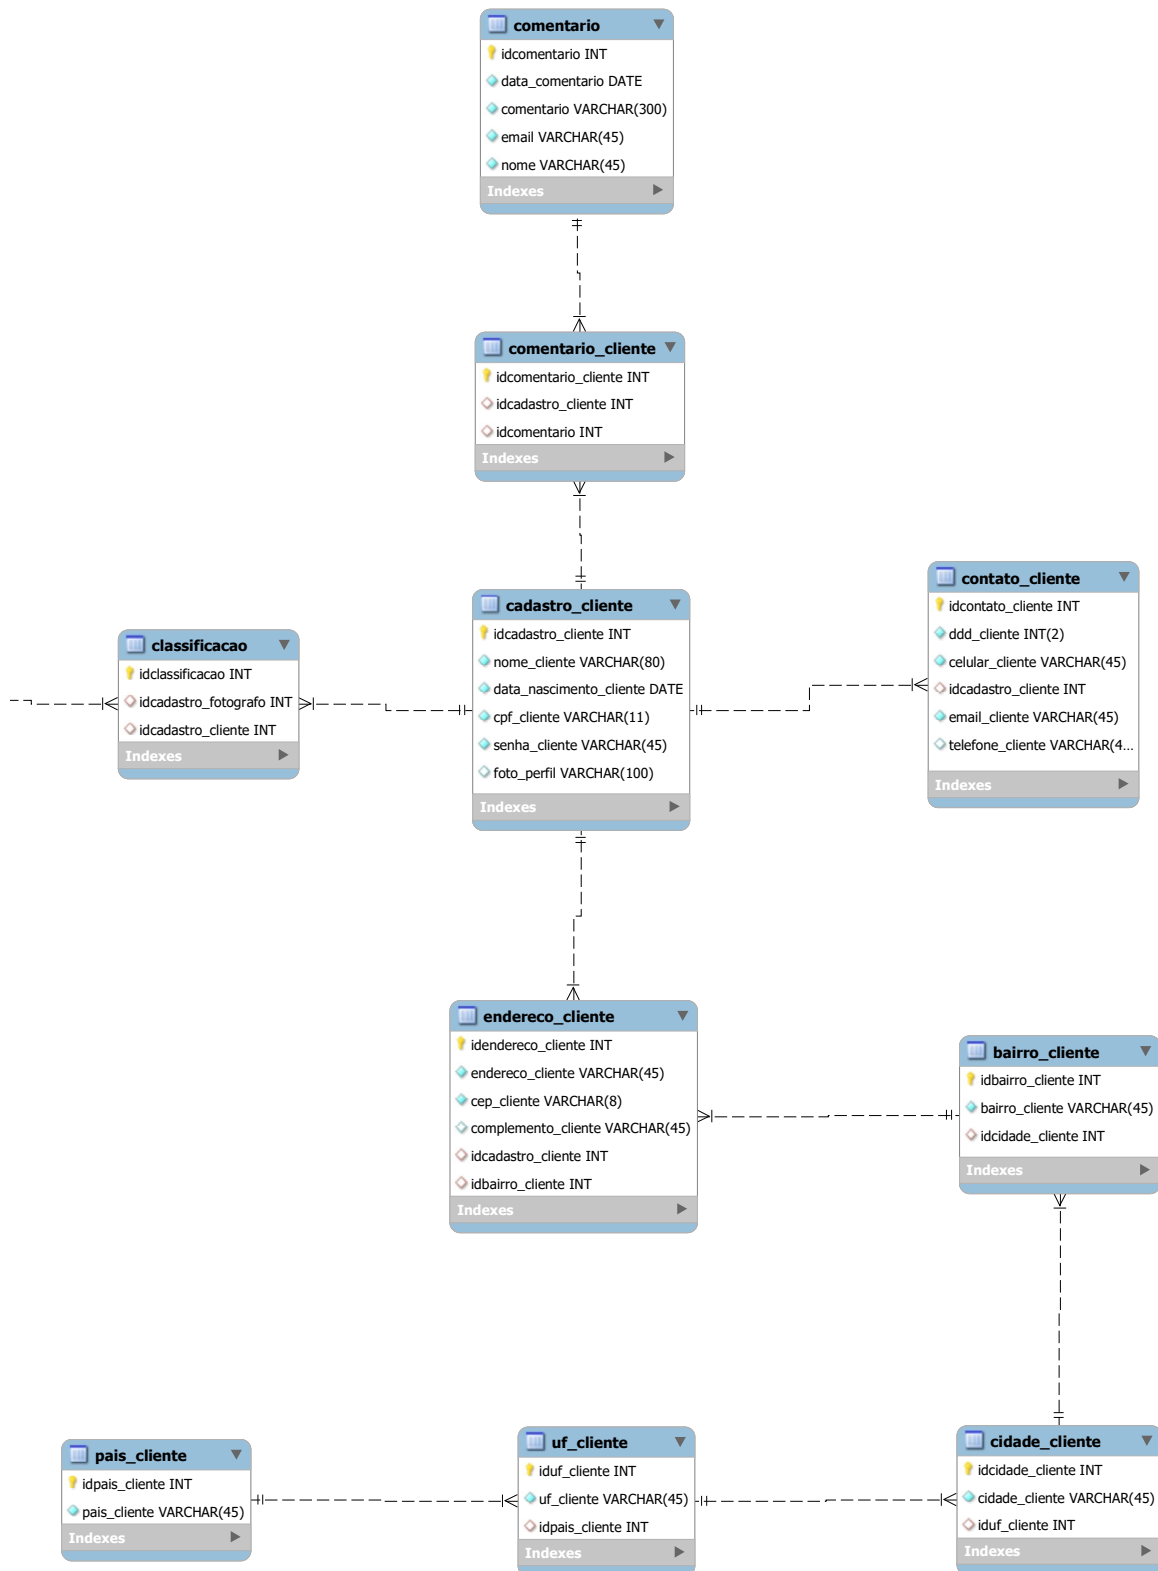 comentario
idcomentario INT
data_comentario DATE
comentario VARCHAR(300)
email VARCHAR(45)
nome VARCHAR(45)
Indexes
comentario_cliente
idcomentario_cliente INT
idcadastro_cliente INT
idcomentario INT
Indexes
cadastro_cliente
idcadastro_cliente INT
nome_cliente VARCHAR(80)
data_nascimento_cliente DATE
cpf_cliente VARCHAR(11)
senha_cliente VARCHAR(45)
foto_perfil VARCHAR(100)
Indexes
contato_cliente
idcontato_cliente INT
ddd_cliente INT(2)
celular_cliente VARCHAR(45)
idcadastro_cliente INT
email_cliente VARCHAR(45)
telefone_cliente VARCHAR(4...
Indexes
classificacao
idclassificacao INT
idcadastro_fotografo INT
idcadastro_cliente INT
Indexes
endereco_cliente
idendereco_cliente INT
endereco_cliente VARCHAR(45)
cep_cliente VARCHAR(8)
complemento_cliente VARCHAR(45)
idcadastro_cliente INT
idbairro_cliente INT
Indexes
bairro_cliente
idbairro_cliente INT
bairro_cliente VARCHAR(45)
idcidade_cliente INT
Indexes
pais_cliente
idpais_cliente INT
pais_cliente VARCHAR(45)
Indexes
uf_cliente
iduf_cliente INT
uf_cliente VARCHAR(45)
idpais_cliente INT
Indexes
cidade_cliente
idcidade_cliente INT
cidade_cliente VARCHAR(45)
iduf_cliente INT
Indexes